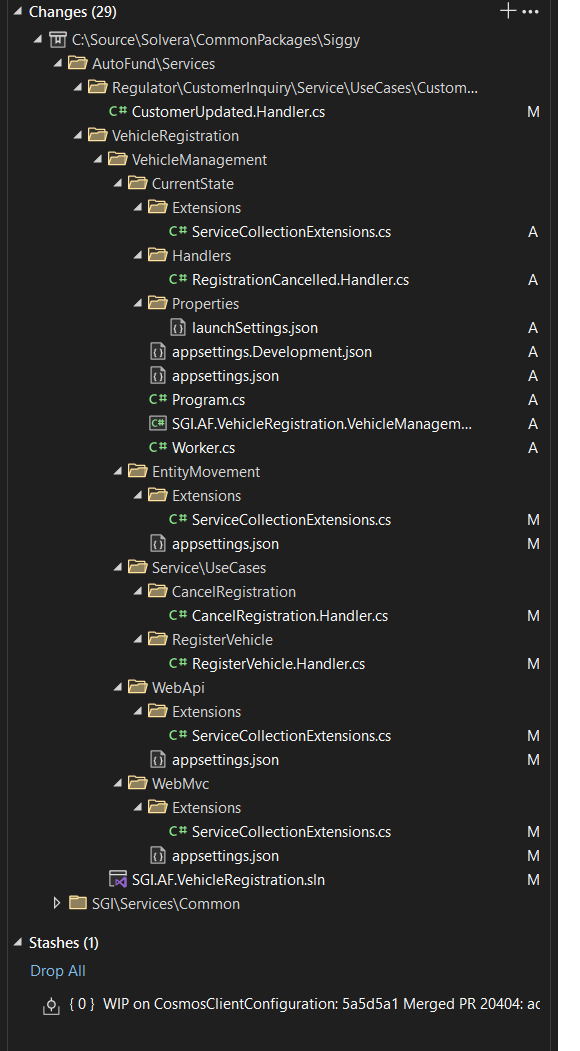 Changes (29)
C:\Source\Solvera\CommonPackages\Siggy
AutoFund\Services
Regulator\CustomerInquiry\Service\UseCases\Custom...
C# CustomerUpdated.Handler.cs M
VehicleRegistration
VehicleManagement
CurrentState
Extensions
C# ServiceCollectionExtensions.cs A
Handlers
C# RegistrationCancelled.Handler.cs A
Properties
launchSettings.json A
appsettings.Development.json A
appsettings.json A
C# Program.cs A
C# SGI.AF.VehicleRegistration.VehicleManagem... A
C# Worker.cs A
EntityMovement
Extensions
C# ServiceCollectionExtensions.cs M
appsettings.json M
Service\UseCases
CancelRegistration
C# CancelRegistration.Handler.cs M
RegisterVehicle
C# RegisterVehicle.Handler.cs M
WebApi
Extensions
C# ServiceCollectionExtensions.cs M
appsettings.json M
WebMvc
Extensions
C# ServiceCollectionExtensions.cs M
appsettings.json M
SGI.AF.VehicleRegistration.sln M
SGI\Services\Common
Stashes (1)
Drop All
{ 0 } WIP on CosmosClientConfiguration: 5a5d5a1 Merged PR 20404: ac